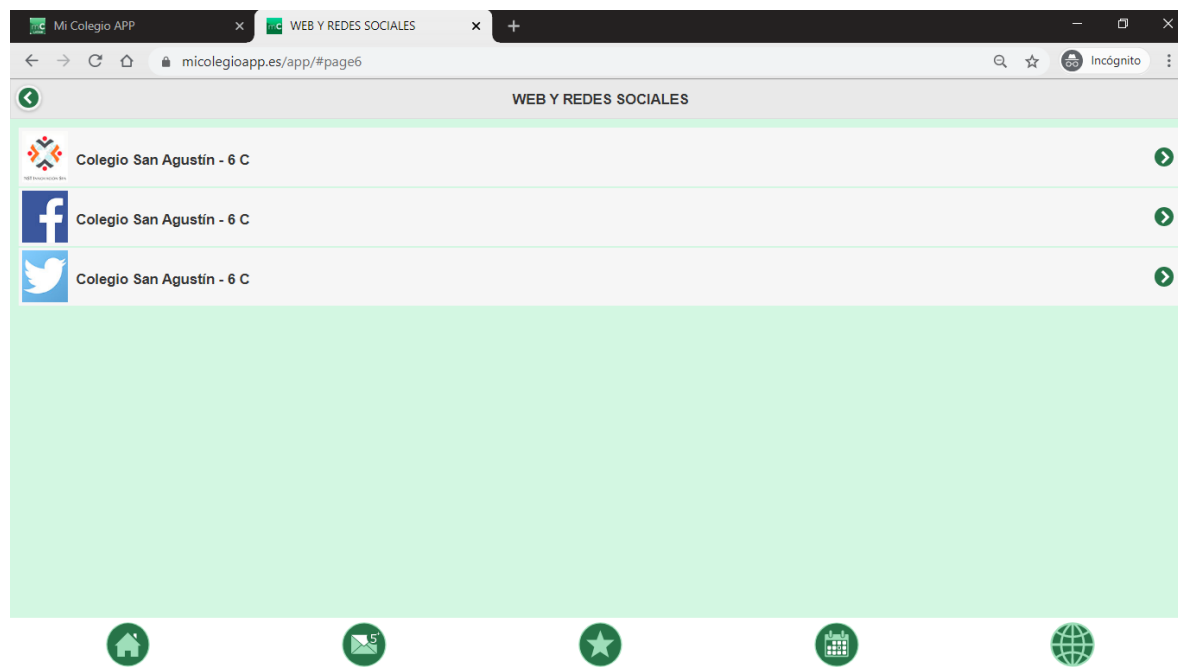 Mi Colegio APP
WEB Y REDES SOCIALES
micolegioapp.es/app/#page6
Incógnito
WEB Y REDES SOCIALES
Colegio San Agustín - 6 C
Colegio San Agustín - 6 C
Colegio San Agustín - 6 C
5